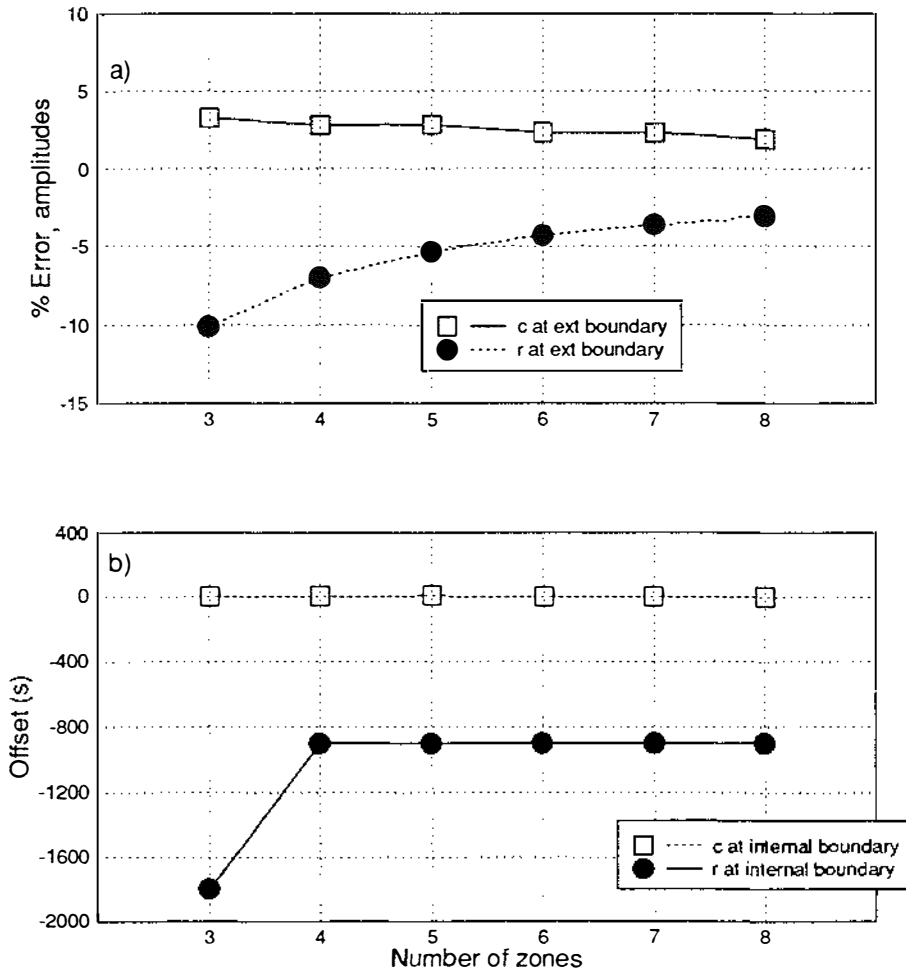 10
a)
5
0
-5
-10
-15
% Error, amplitudes
c at ext boundary
r at ext boundary
3 4 5 6 7 8
400
b)
0
-400
-800
-1200
-1600
-2000
Offset (s)
c at internal boundary
r at internal boundary
3 4 5 6 7 8
Number of zones